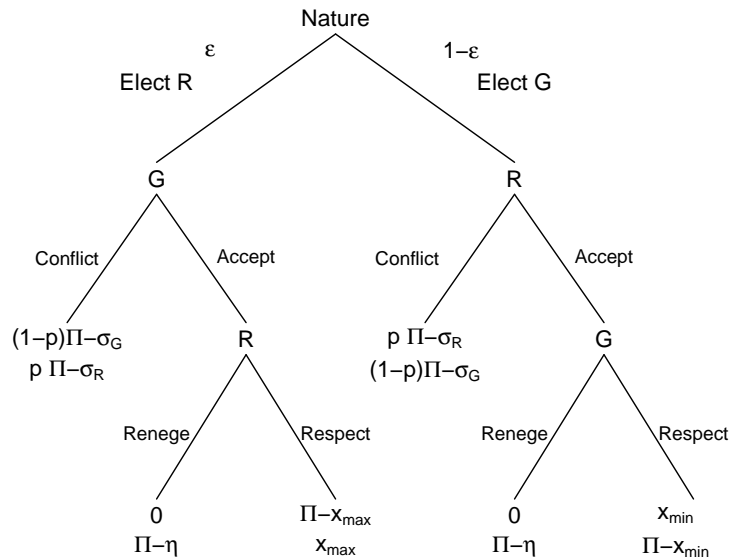 Nature
ε 1−ε
Elect R Elect G
G R
Conflict Accept Conflict Accept
(1−p)Π−σ_G R p Π−σ_R G
p Π−σ_R (1−p)Π−σ_G
Renege Respect Renege Respect
0 Π−x_max 0 x_min
Π−η x_max Π−η Π−x_min